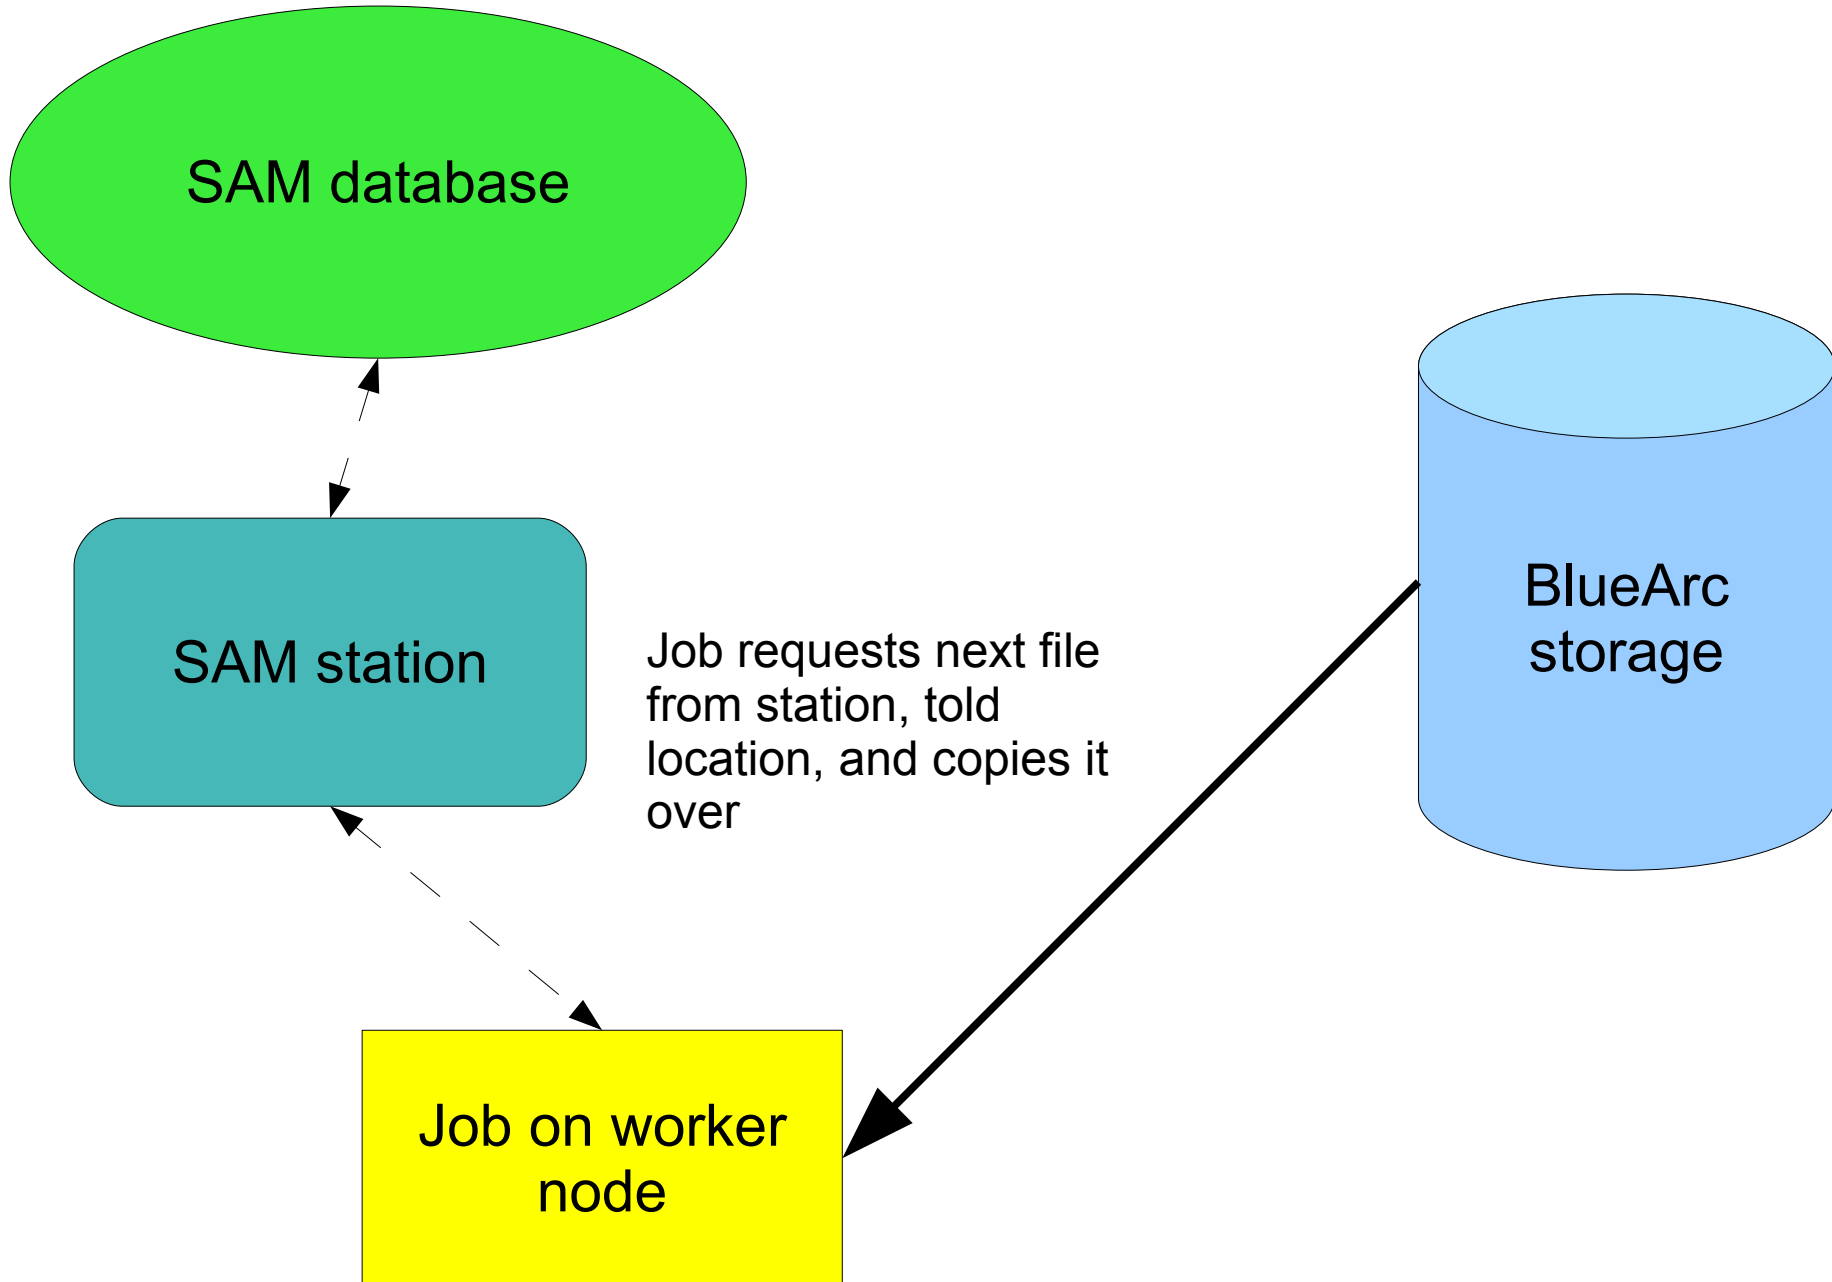 SAM database
SAM station
Job requests next file
from station, told
location, and copies it
over
BlueArc
storage
Job on worker
node